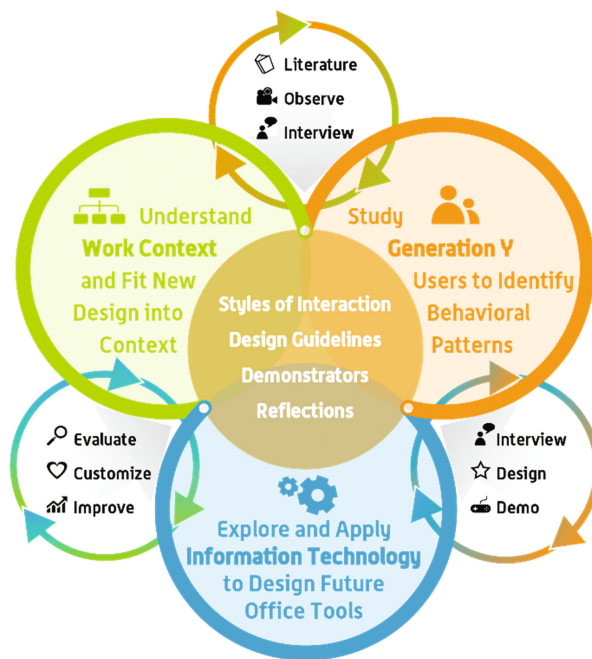 Literature
Observe
Interview
Understand
Work Context
and Fit New
Design into
Context
Study
Generation Y
Users to Identify
Behavioral
Patterns
Styles of Interaction
Design Guidelines
Demonstrators
Reflections
Evaluate
Customize
Improve
Interview
Design
Demo
Explore and Apply
Information Technology
to Design Future
Office Tools